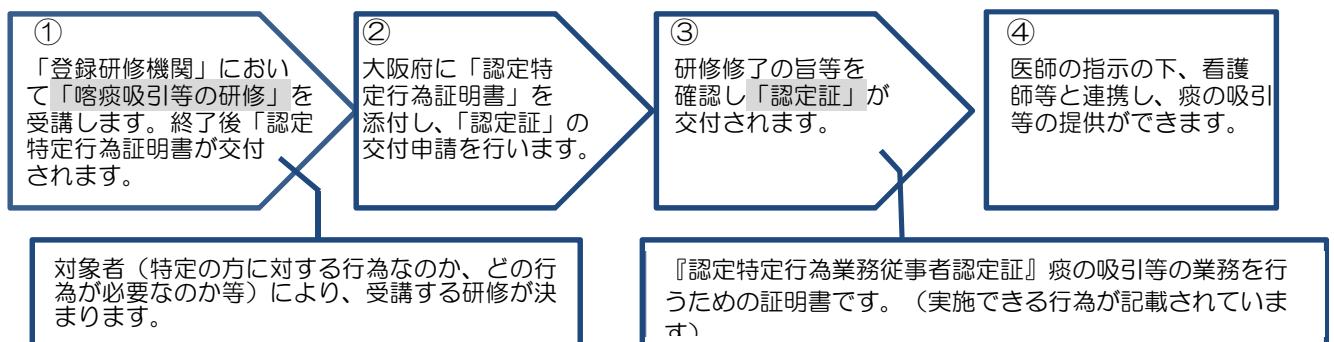 ①
「登録研修機関」におい
て「喀痰吸引等の研修」を
受講します。終了後「認定
特定行為証明書が交付
されます。
②
大阪府に「認定特
定行為証明書」を
添付し、「認定証」の
交付申請を行います。
③
研修修了の旨等を
確認し「認定証」が
交付されます。
④
医師の指示の下、看護
師等と連携し、痰の吸引
等の提供ができます。
対象者（特定の方に対する行為なのか、どの行
為が必要なのか等）により、受講する研修が決
まります。
『認定特定行為業務従事者認定証』痰の吸引等の業務を行
うための証明書です。（実施できる行為が記載されていま
す）